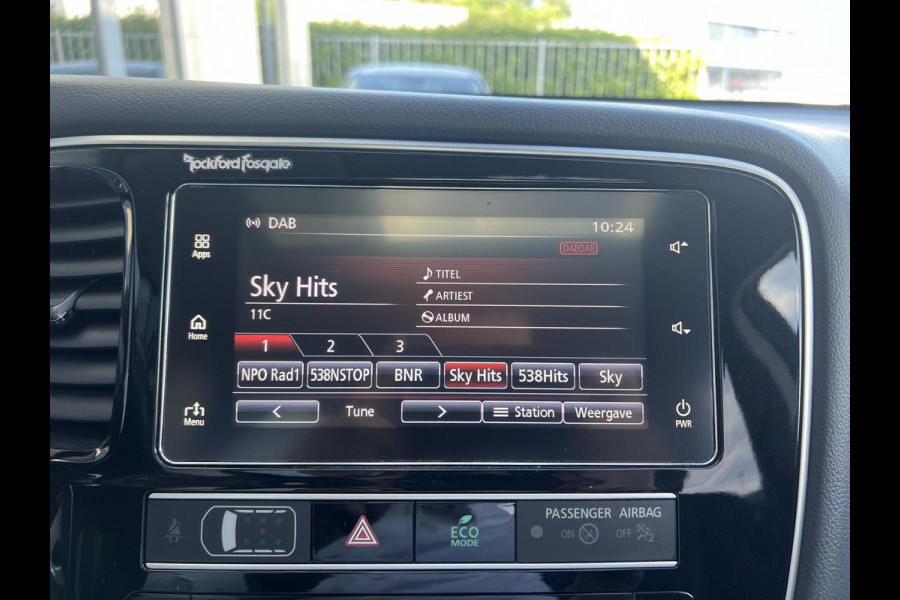 Rockford Fosgate
DAB 10:24
DABDAB
Apps
Sky Hits
TITEL
11C
ARTIEST
ALBUM
Home
1 2 3
NPO Rad1 538NSTOP BNR Sky Hits 538Hits Sky
< Tune > Station Weergave
Menu
PWR
ECO
MODE
PASSENGER AIRBAG
ON OFF 2